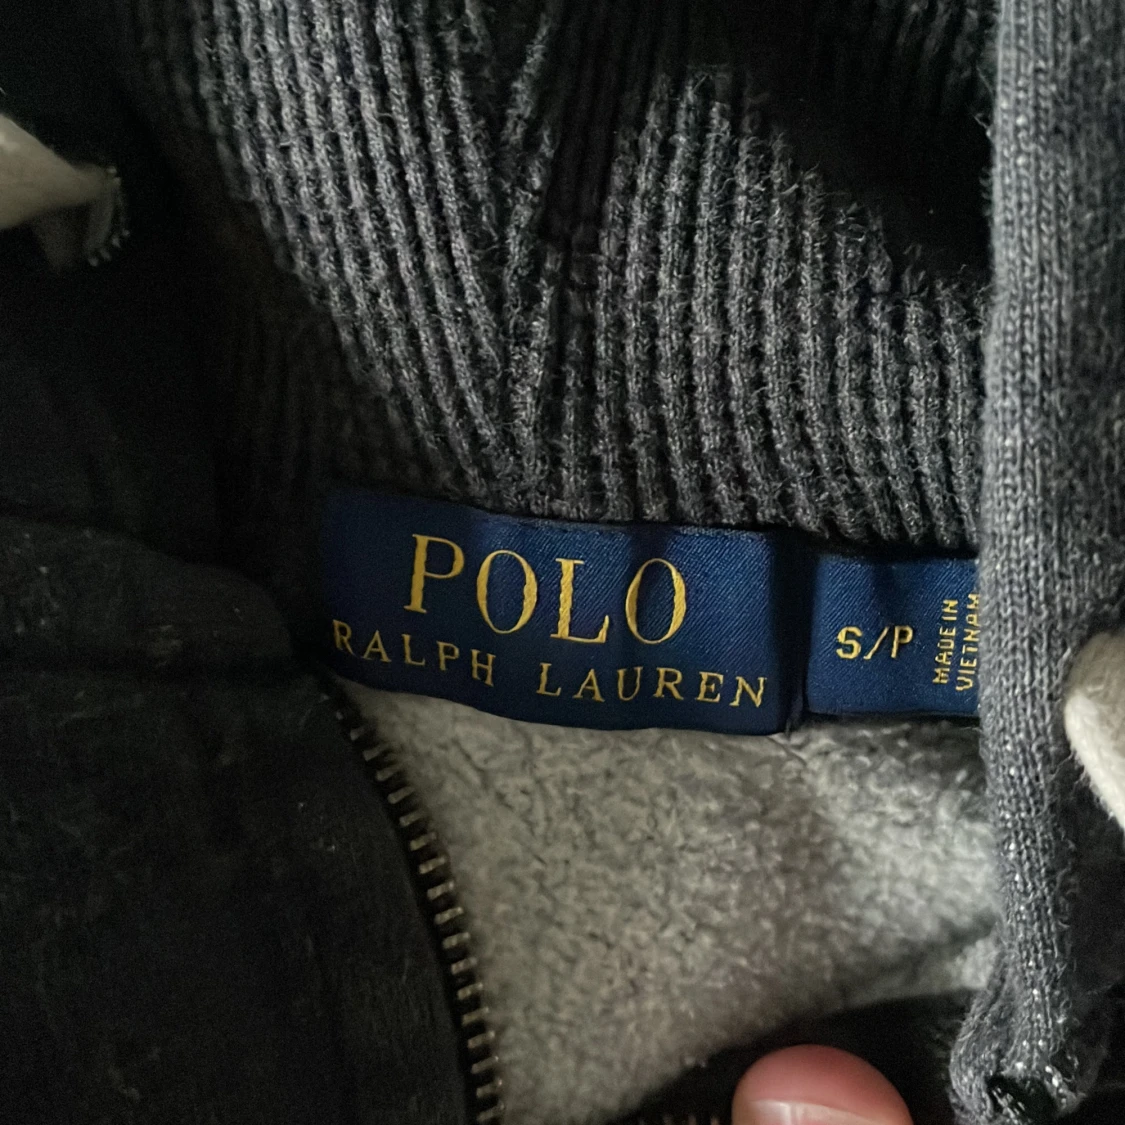 POLO
RALPH LAUREN
S/P
MADE IN
VIETNAM